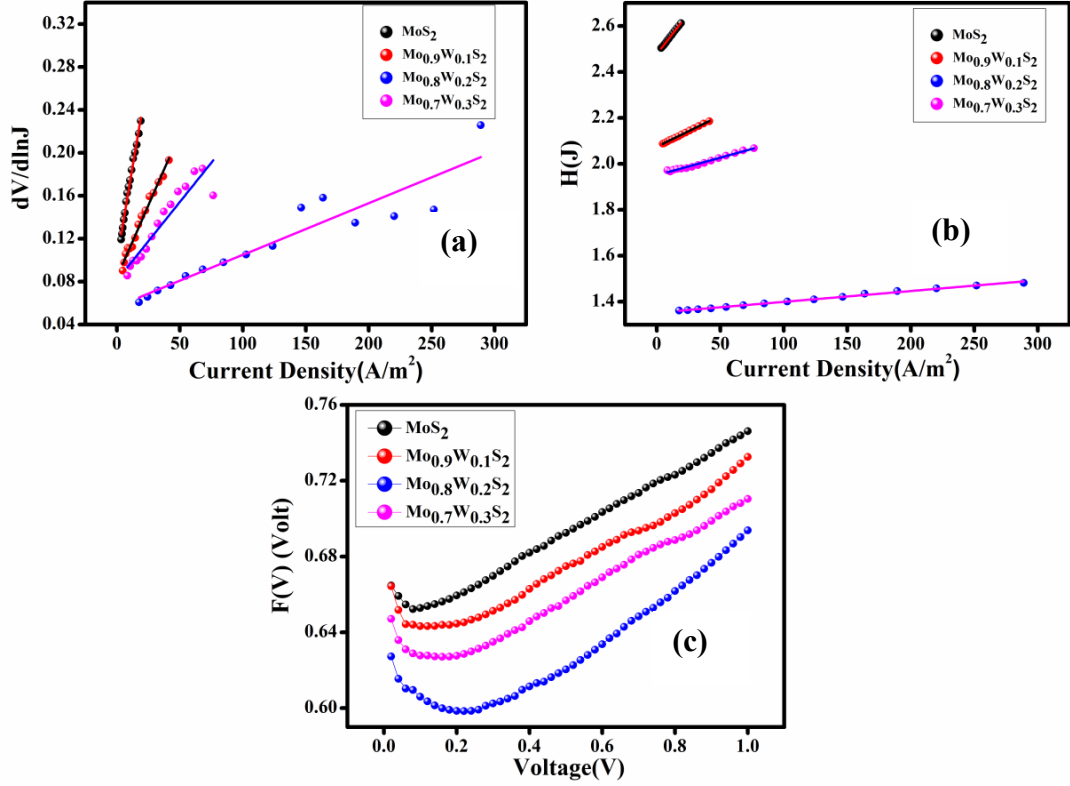 0.32
0.28
0.24
0.20
0.16
0.12
0.08
0.04
dV/dlnJ
MoS2
Mo0.9W0.1S2
Mo0.8W0.2S2
Mo0.7W0.3S2
(a)
0 50 100 150 200 250 300
Current Density(A/m2)
2.6
2.4
2.2
2.0
1.8
1.6
1.4
H(J)
MoS2
Mo0.9W0.1S2
Mo0.8W0.2S2
Mo0.7W0.3S2
(b)
0 50 100 150 200 250 300
Current Density(A/m2)
0.76
0.72
0.68
0.64
0.60
F(V) (Volt)
MoS2
Mo0.9W0.1S2
Mo0.8W0.2S2
Mo0.7W0.3S2
(c)
0.0 0.2 0.4 0.6 0.8 1.0
Voltage(V)